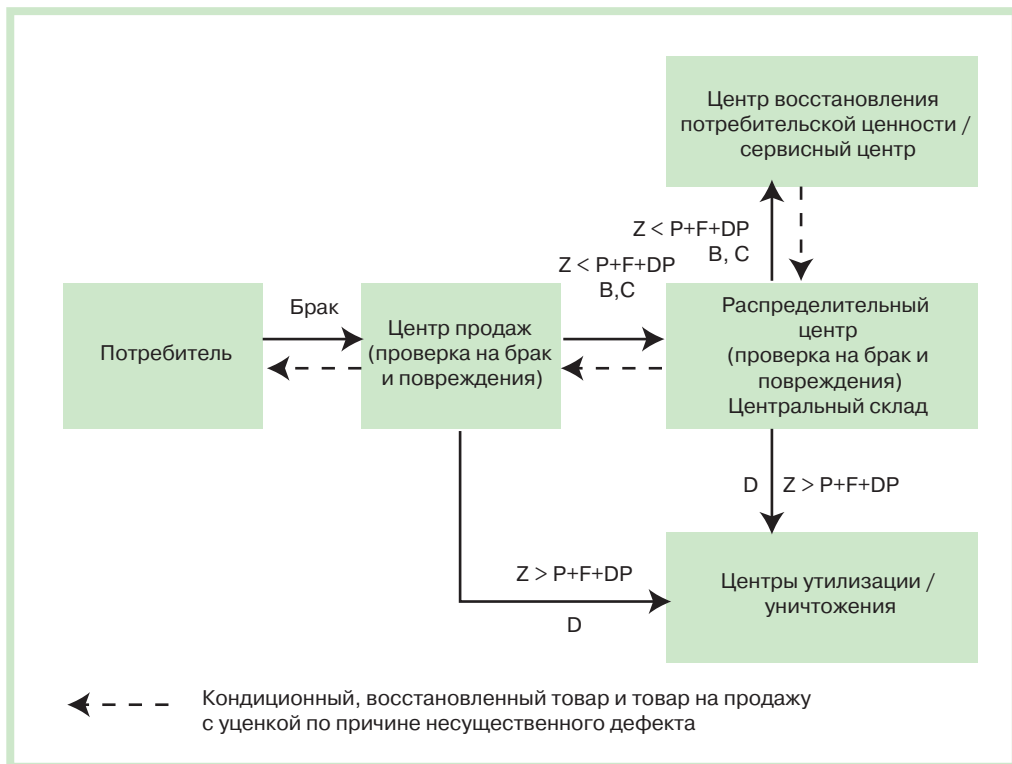 Центр восстановления
потребительской ценности /
сервисный центр
Z < P+F+DP
B, C
Z < P+F+DP
B,C
Потребитель
Брак
Центр продаж
(проверка на брак
и повреждения)
Распределительный
центр
(проверка на брак и
повреждения)
Центральный склад
D
Z > P+F+DP
Z > P+F+DP
D
Центры утилизации /
уничтожения
Кондиционный, восстановленный товар и товар на продажу
с уценкой по причине несущественного дефекта